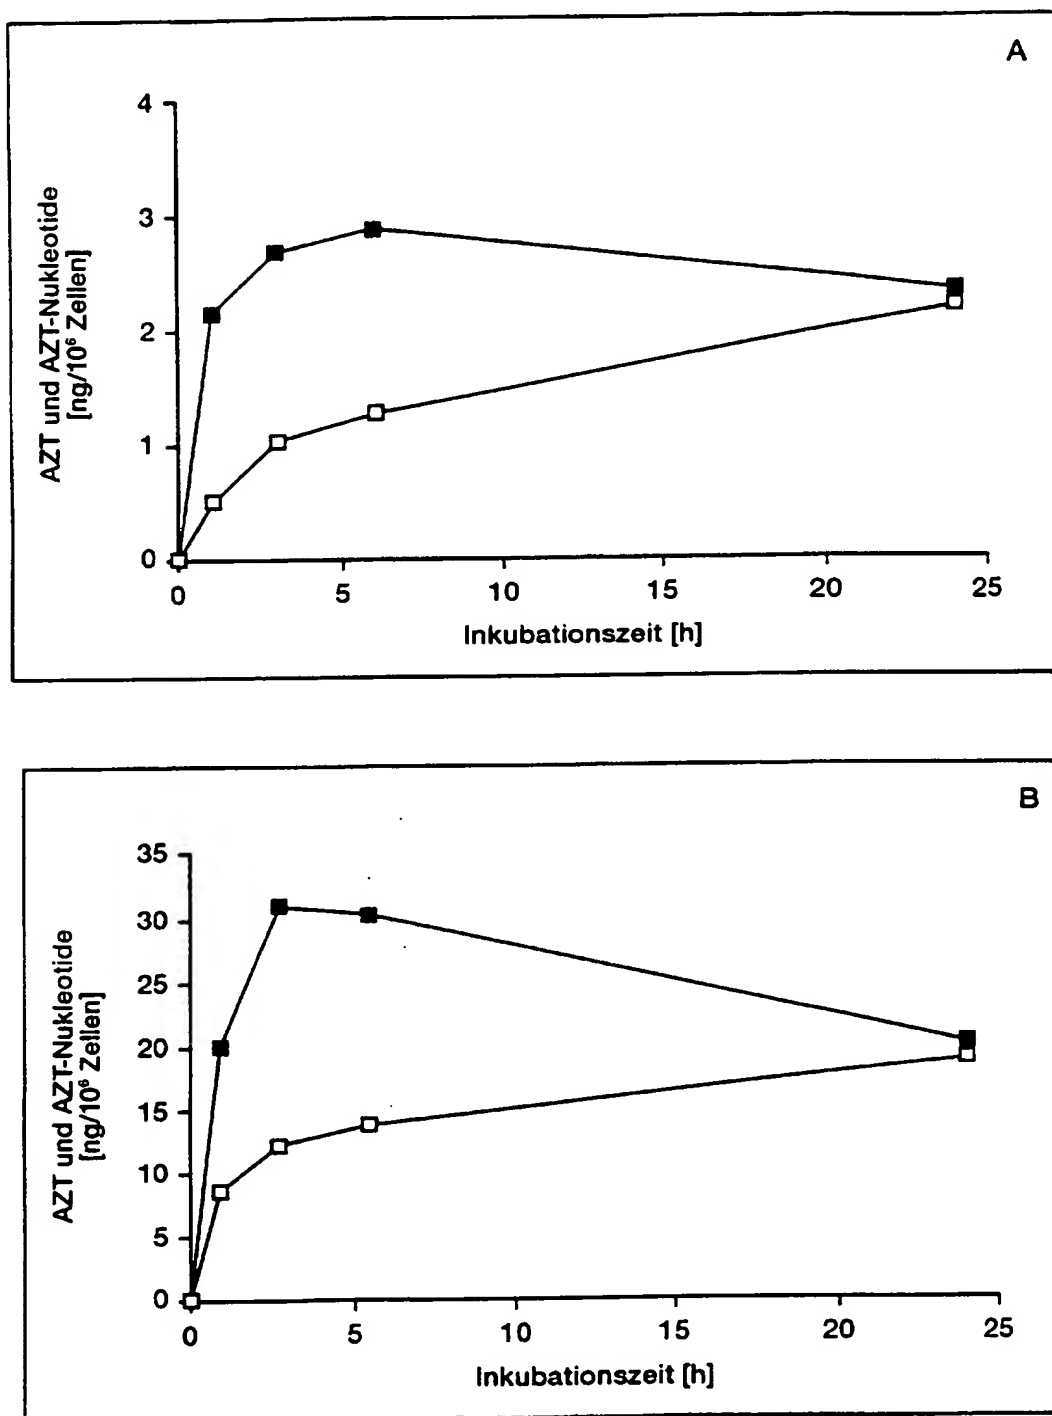 A
4
3
2
1
0
AZT und AZT-Nukleotide
[ng/10⁶ Zellen]
0 5 10 15 20 25
Inkubationszeit [h]
B
35
30
25
20
15
10
5
0
AZT und AZT-Nukleotide
[ng/10⁶ Zellen]
0 5 10 15 20 25
Inkubationszeit [h]